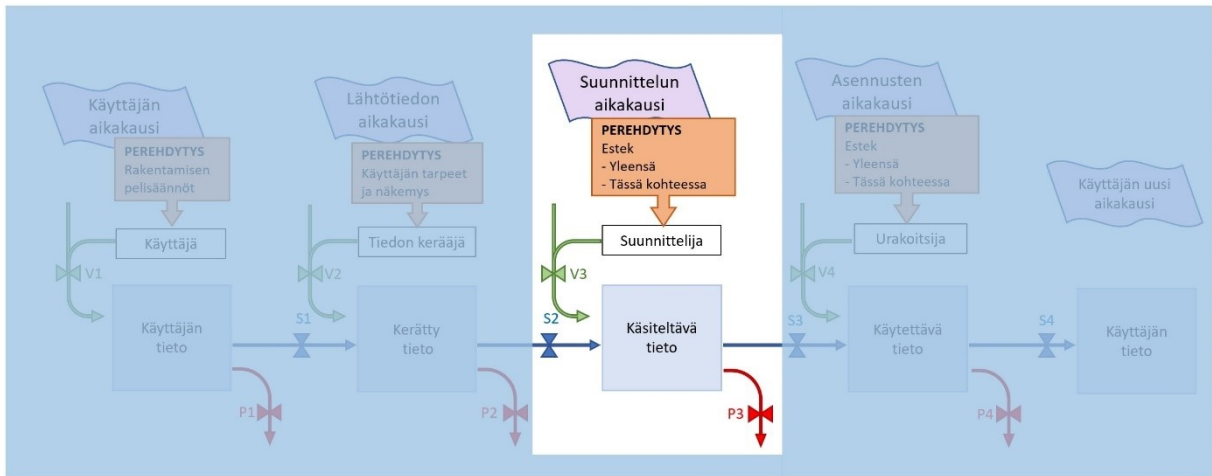 Käyttäjän
aikakausi
PEREHDYTYS
Rakentamisen
pelisäännöt
Käyttäjä
V1
Käyttäjän
tieto
P1
S1
Lähtötiedon
aikakausi
PEREHDYTYS
Käyttäjän tarpeet
ja näkemys
Tiedon kerääjä
V2
Kerätty
tieto
P2
S2
Suunnittelun
aikakausi
PEREHDYTYS
Estek
- Yleensä
- Tässä kohteessa
Suunnittelija
V3
Käsiteltävä
tieto
P3
S3
Asennusten
aikakausi
PEREHDYTYS
Estek
- Yleensä
- Tässä kohteessa
Urakoitsija
V4
Käytettävä
tieto
P4
S4
Käyttäjän uusi
aikakausi
Käyttäjän
tieto